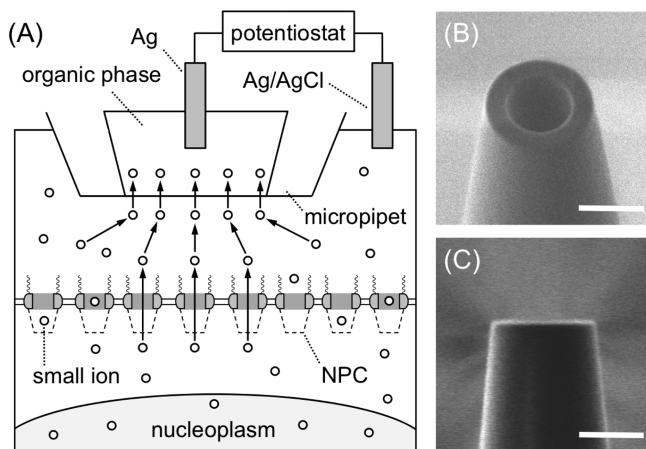 (A)
Ag
potentiostat
organic phase
Ag/AgCl
micropipet
small ion
NPC
nucleoplasm
(B)
(C)